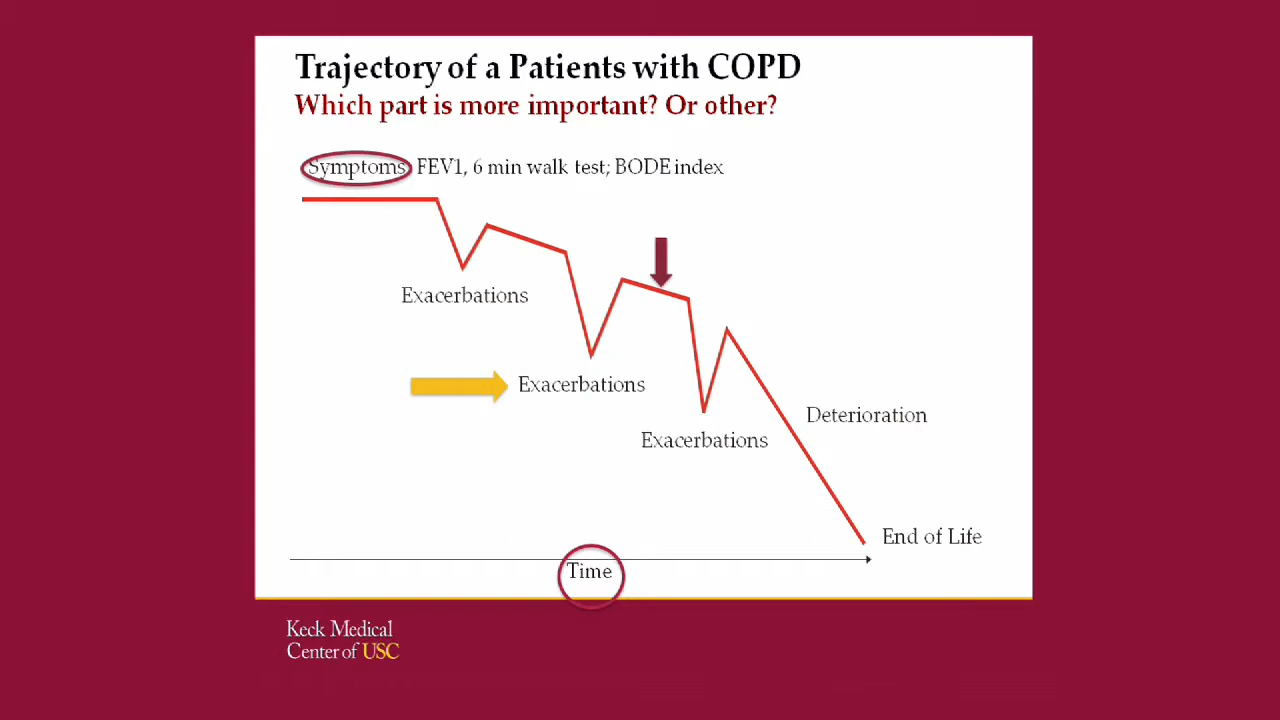 Trajectory of a Patients with COPD
Which part is more important? Or other?
Symptoms FEV1, 6 min walk test; BODE index
Exacerbations
Exacerbations
Exacerbations
Deterioration
End of Life
Time
Keck Medical
Center of USC